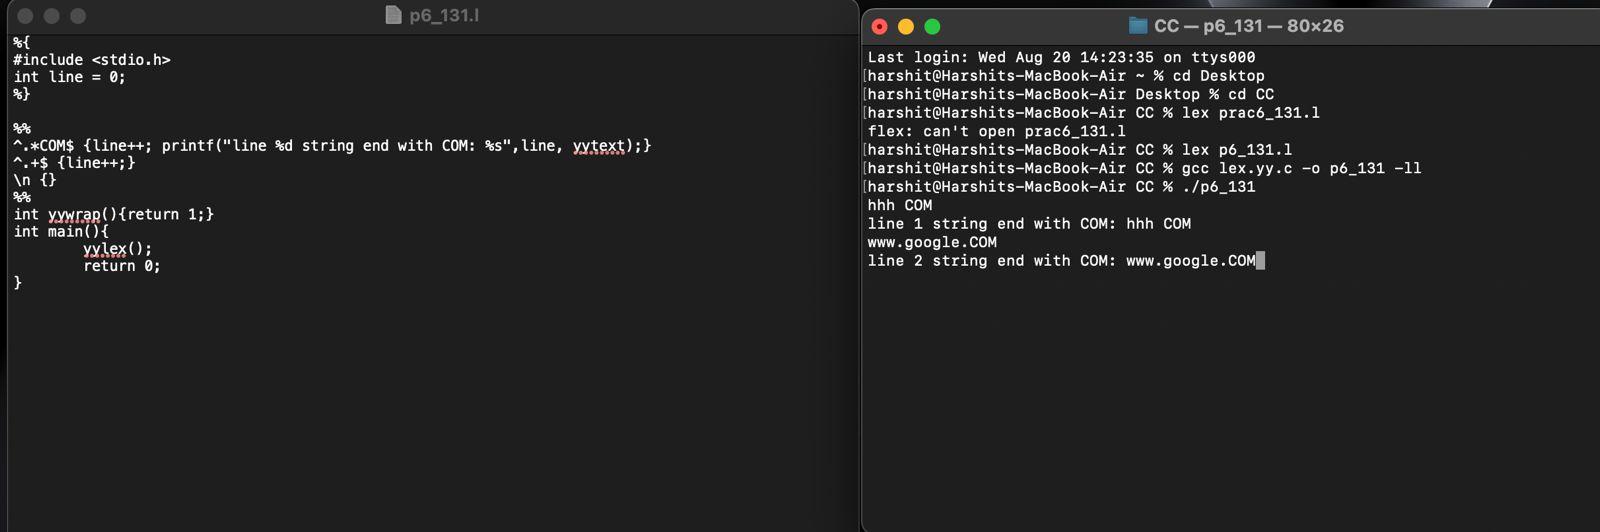 p6_131.l
%{
#include <stdio.h>
int line = 0;
%}
%%
^.*COM$ {line++; printf("line %d string end with COM: %s",line, yytext);}
^.+$ {line++;}
\n {}
%%
int yywrap(){return 1;}
int main(){
yylex();
return 0;
}
CC — p6_131 — 80×26
Last login: Wed Aug 20 14:23:35 on ttys000
[harshit@Harshits-MacBook-Air ~ % cd Desktop
[harshit@Harshits-MacBook-Air Desktop % cd CC
[harshit@Harshits-MacBook-Air CC % lex prac6_131.l
flex: can't open prac6_131.l
[harshit@Harshits-MacBook-Air CC % lex p6_131.l
[harshit@Harshits-MacBook-Air CC % gcc lex.yy.c -o p6_131 -ll
[harshit@Harshits-MacBook-Air CC % ./p6_131
hhh COM
line 1 string end with COM: hhh COM
www.google.COM
line 2 string end with COM: www.google.COM